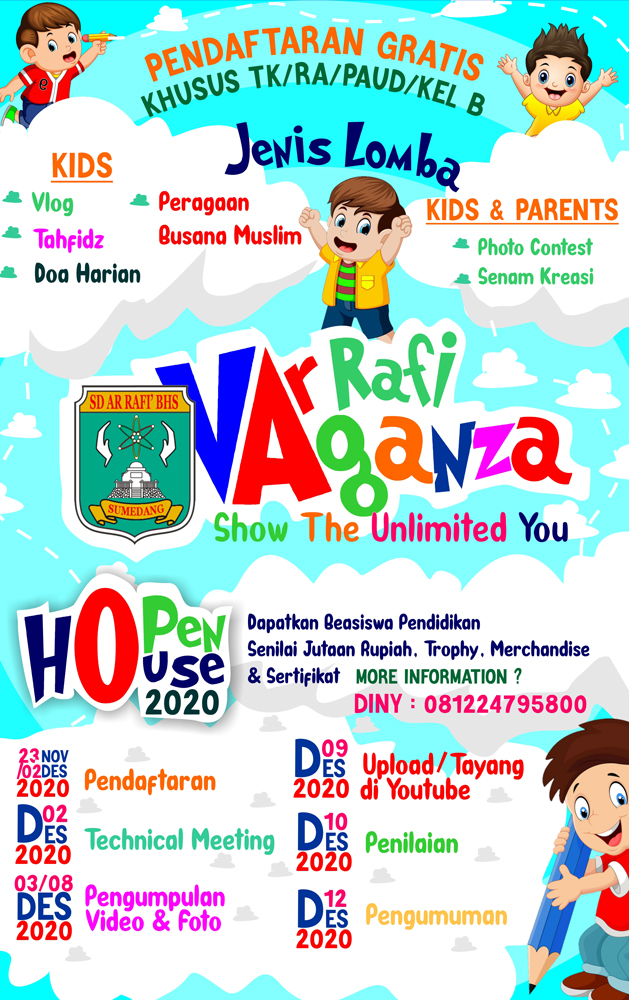 PENDAFTARAN GRATIS
KHUSUS TK/RA/PAUD/KEL B
Jenis Lomba
KIDS
Vlog
Tahfidz
Doa Harian
Peragaan
Busana Muslim
KIDS & PARENTS
Photo Contest
Senam Kreasi
SD AR RAFI' BHS
SUMEDANG
Ar Rafi
VAganza
Show The Unlimited You
Open House
2020
Dapatkan Beasiswa Pendidikan
Senilai Jutaan Rupiah, Trophy, Merchandise
& Sertifikat MORE INFORMATION ?
DINY : 081224795800
23 NOV
/02 DES
2020
Pendaftaran
02
DES
2020
Technical Meeting
03/08
DES
2020
Pengumpulan
Video & Foto
09
DES
2020
Upload/Tayang
di Youtube
10
DES
2020
Penilaian
12
DES
2020
Pengumuman